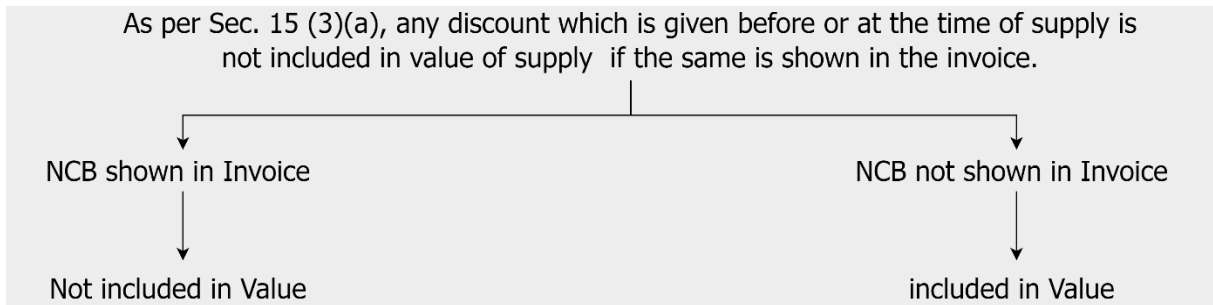 As per Sec. 15 (3)(a), any discount which is given before or at the time of supply is
not included in value of supply if the same is shown in the invoice.
NCB shown in Invoice
NCB not shown in Invoice
Not included in Value
included in Value